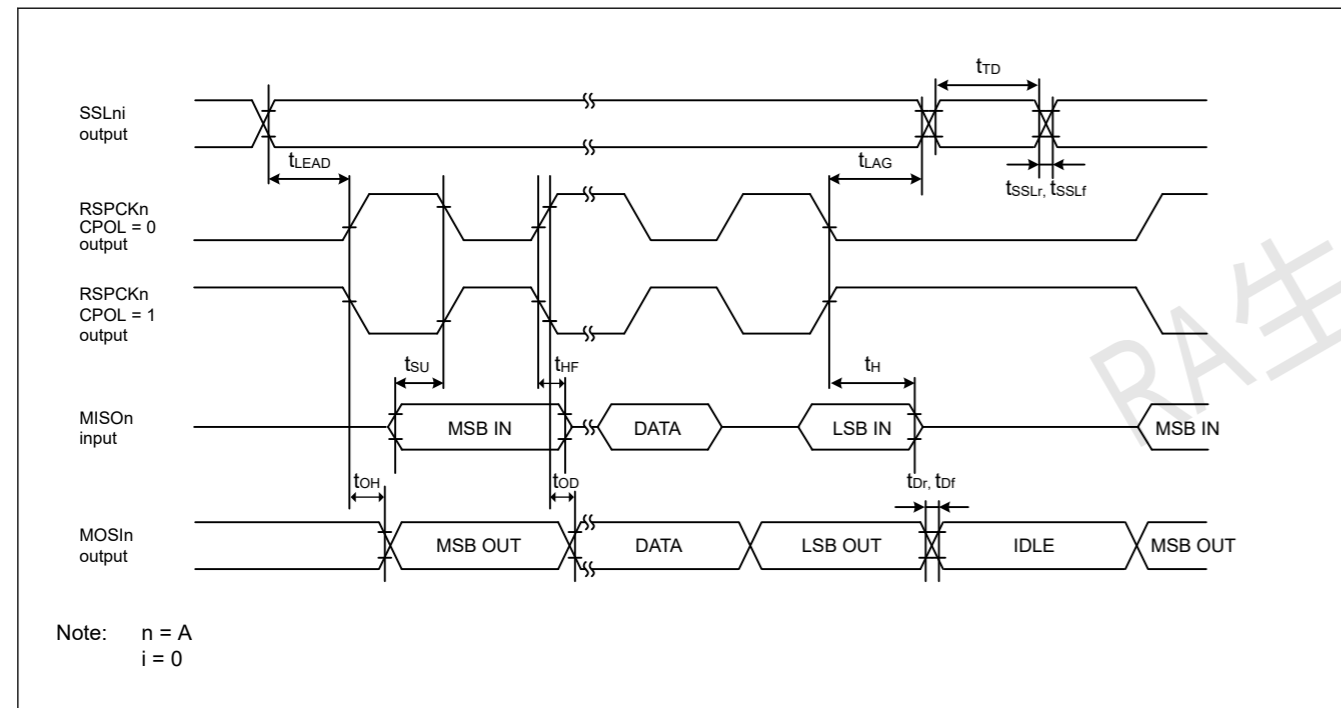 tTD
SSLni
output
tLEAD
tLAG
tSSLr, tSSLf
RSPCKn
CPOL = 0
output
RSPCKn
CPOL = 1
output
tSU
tHF
tH
MISOn
input
MSB IN
DATA
LSB IN
MSB IN
tOH
tOD
tDr, tDf
MOSIn
output
MSB OUT
DATA
LSB OUT
IDLE
MSB OUT
Note: n = A
i = 0
RA生